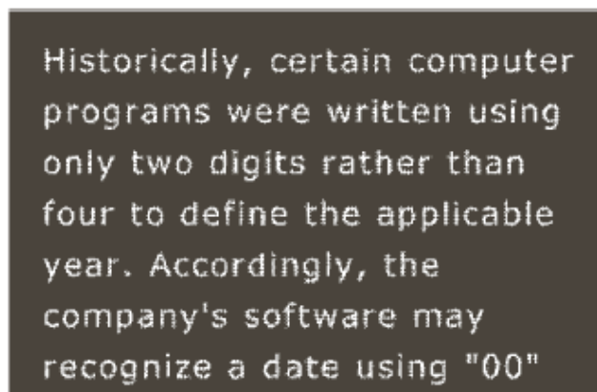 Historically, certain computer
programs were written using
only two digits rather than
four to define the applicable
year. Accordingly, the
company's software may
recognize a date using "00"